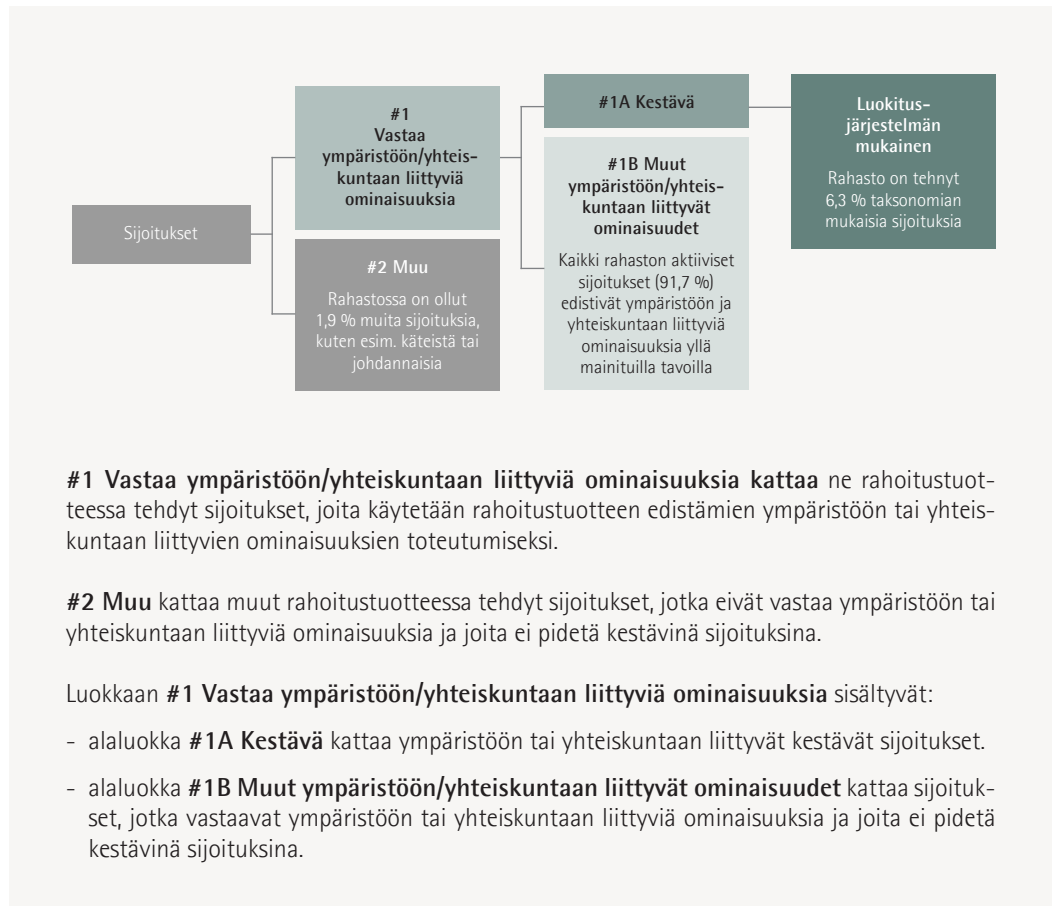 Sijoitukset
#1
Vastaa
ympäristöön/yhteis-
kuntaan liittyviä
ominaisuuksia
#2 Muu
Rahastossa on ollut
1,9 % muita sijoituksia,
kuten esim. käteistä tai
johdannaisia
#1A Kestävä
#1B Muut
ympäristöön/yhteis-
kuntaan liittyvät
ominaisuudet
Kaikki rahaston aktiiviset
sijoitukset (91,7 %)
edistivät ympäristöön ja
yhteiskuntaan liittyviä
ominaisuuksia yllä
mainituilla tavoilla
Luokitus-
järjestelmän
mukainen
Rahasto on tehnyt
6,3 % taksonomian
mukaisia sijoituksia
#1 Vastaa ympäristöön/yhteiskuntaan liittyviä ominaisuuksia kattaa ne rahoitustuot-
teessa tehdyt sijoitukset, joita käytetään rahoitustuotteen edistämien ympäristöön tai yhteis-
kuntaan liittyvien ominaisuuksien toteutumiseksi.
#2 Muu kattaa muut rahoitustuotteessa tehdyt sijoitukset, jotka eivät vastaa ympäristöön tai
yhteiskuntaan liittyviä ominaisuuksia ja joita ei pidetä kestävinä sijoituksina.
Luokkaan #1 Vastaa ympäristöön/yhteiskuntaan liittyviä ominaisuuksia sisältyvät:
- alaluokka #1A Kestävä kattaa ympäristöön tai yhteiskuntaan liittyvät kestävät sijoitukset.
- alaluokka #1B Muut ympäristöön/yhteiskuntaan liittyvät ominaisuudet kattaa sijoituk-
set, jotka vastaavat ympäristöön tai yhteiskuntaan liittyviä ominaisuuksia ja joita ei pidetä
kestävinä sijoituksina.